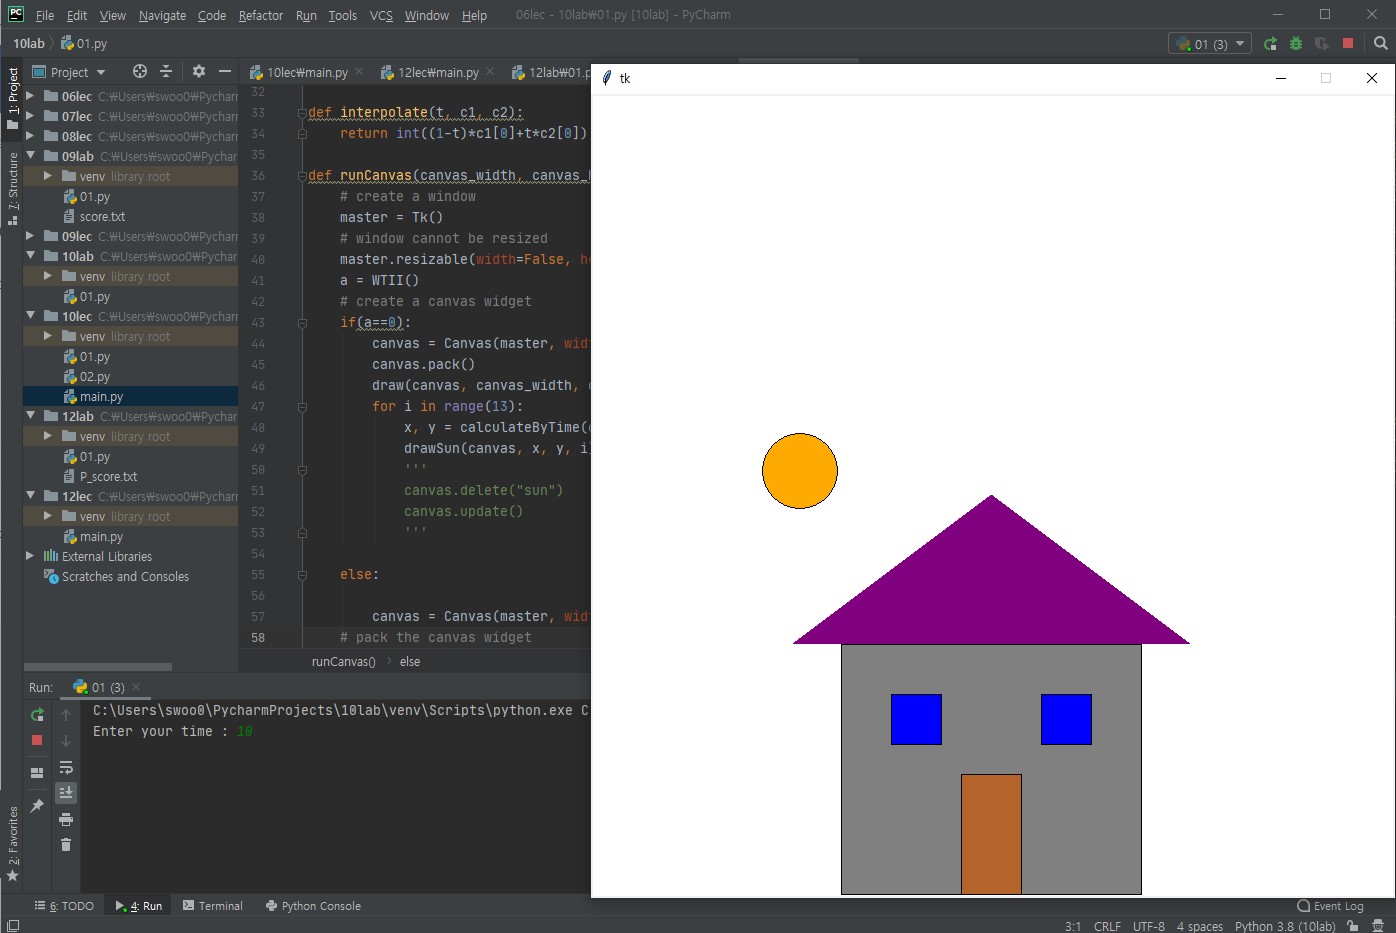 PC File Edit View Navigate Code Refactor Run Tools VCS Window Help 06lec - 10lab₩01.py [10lab] - PyCharm
10lab 01.py 01 (3)
1: Project
7: Structure
2: Favorites
Project
06lec C:₩Users₩swoo0₩Pycharm
07lec C:₩Users₩swoo0₩Pycharm
08lec C:₩Users₩swoo0₩Pycharm
09lab C:₩Users₩swoo0₩Pychar
venv library root
01.py
score.txt
09lec C:₩Users₩swoo0₩Pycharm
10lab C:₩Users₩swoo0₩Pychar
venv library root
01.py
10lec C:₩Users₩swoo0₩Pycharm
venv library root
01.py
02.py
main.py
12lab C:₩Users₩swoo0₩Pychar
venv library root
01.py
P_score.txt
12lec C:₩Users₩swoo0₩Pycharm
venv library root
main.py
External Libraries
Scratches and Consoles
10lec₩main.py 12lec₩main.py 12lab₩01.p
32
33 def interpolate(t, c1, c2):
34 return int((1-t)*c1[0]+t*c2[0])
35
36 def runCanvas(canvas_width, canvas_h
37 # create a window
38 master = Tk()
39 # window cannot be resized
40 master.resizable(width=False, he
41 a = WTII()
42 # create a canvas widget
43 if(a==0):
44 canvas = Canvas(master, widt
45 canvas.pack()
46 draw(canvas, canvas_width, c
47 for i in range(13):
48 x, y = calculateByTime(c
49 drawSun(canvas, x, y, i)
50 '''
51 canvas.delete("sun")
52 canvas.update()
53 '''
54
55 else:
56
57 canvas = Canvas(master, widt
58 # pack the canvas widget
runCanvas() else
tk
Run: 01 (3)
C:\Users\swoo0\PycharmProjects\10lab\venv\Scripts\python.exe C
Enter your time : 10
6: TODO 4: Run Terminal Python Console Event Log
3:1 CRLF UTF-8 4 spaces Python 3.8 (10lab)